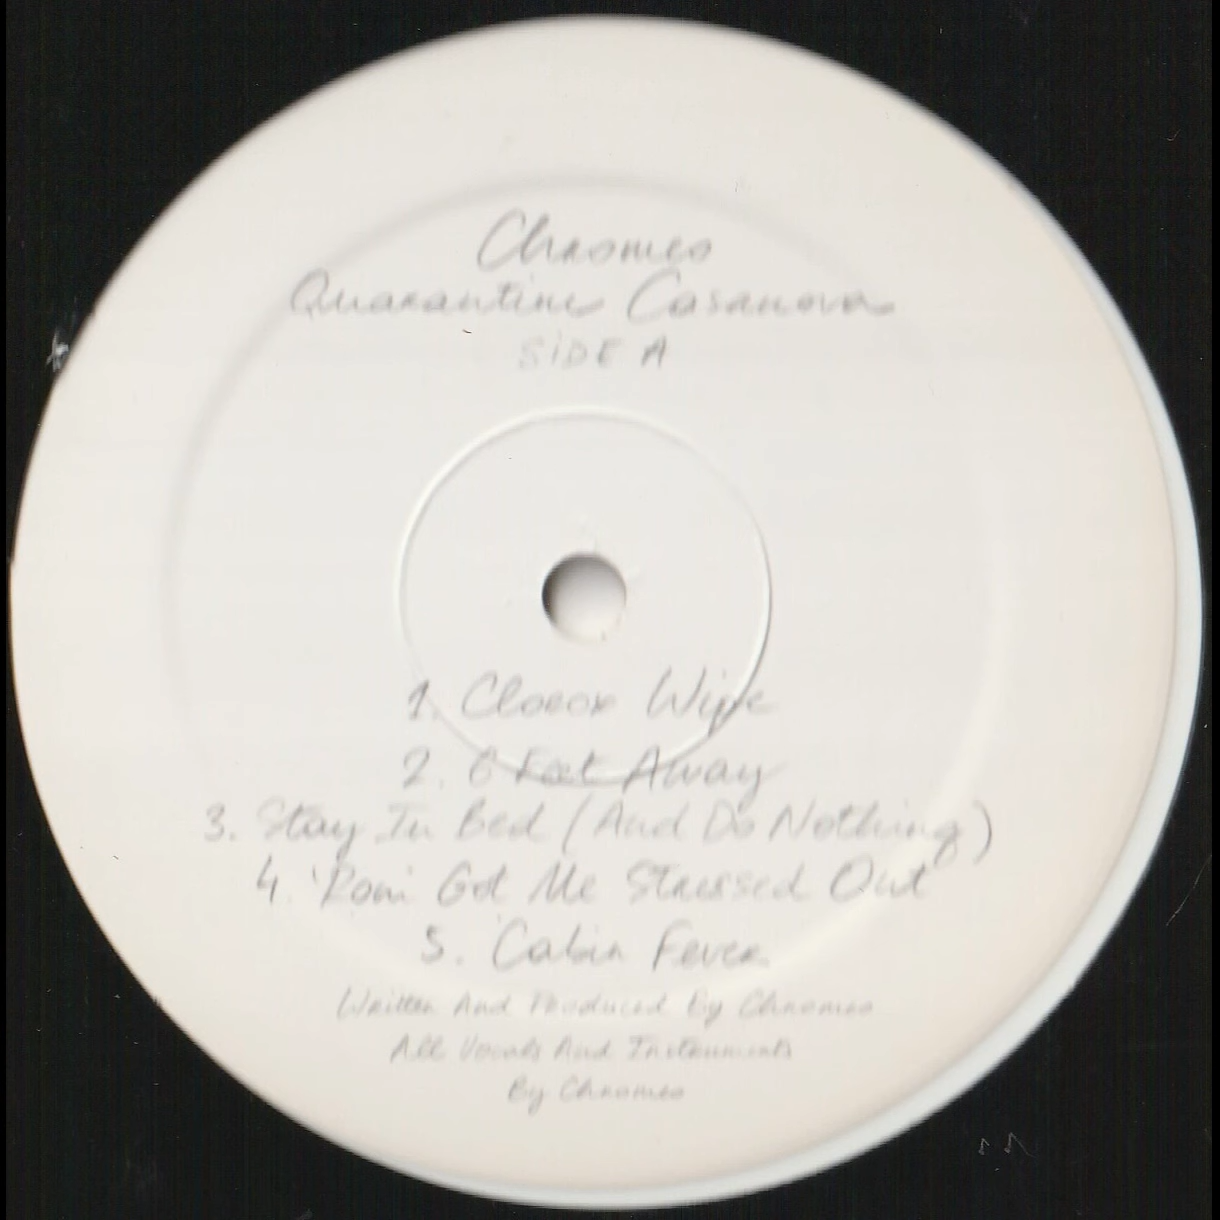 Chromeo
Quarantine Casanova
SIDE A
1. Clorox Wipe
2. 6 Feet Away
3. Stay In Bed (And Do Nothing)
4. 'Roni Got Me Stressed Out
5. Cabin Fever
Written And Produced By Chromeo
All Vocals And Instruments
By Chromeo